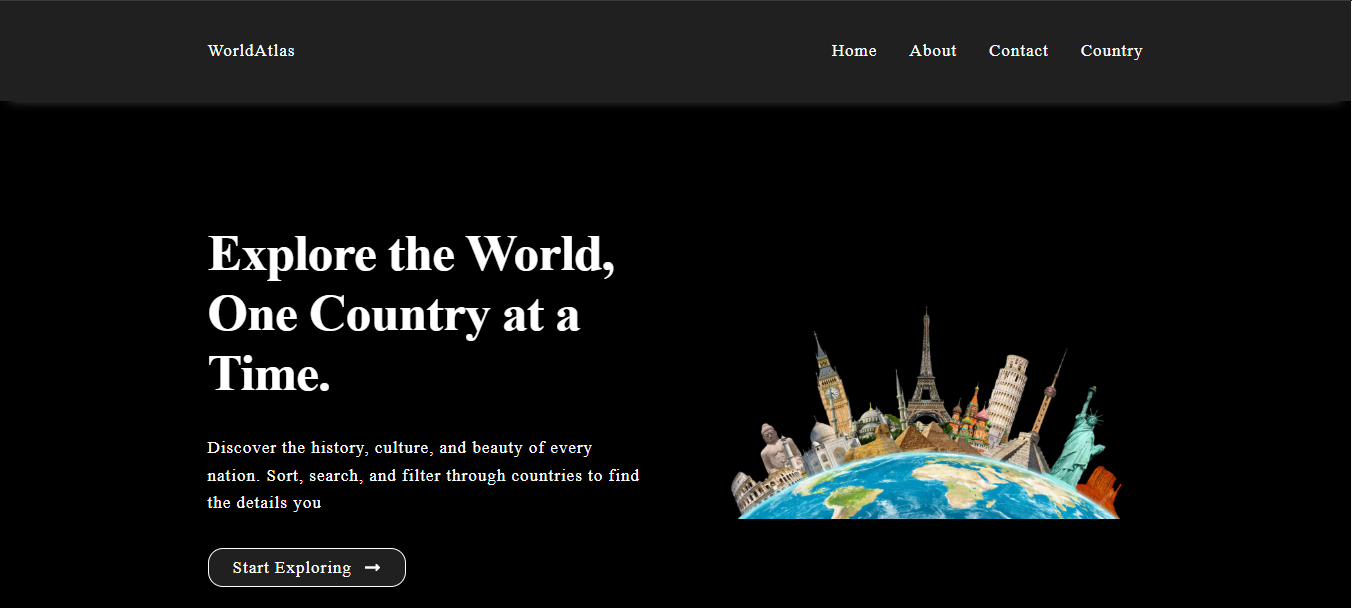 WorldAtlas
Home About Contact Country
Explore the World,
One Country at a
Time.
Discover the history, culture, and beauty of every
nation. Sort, search, and filter through countries to find
the details you
Start Exploring